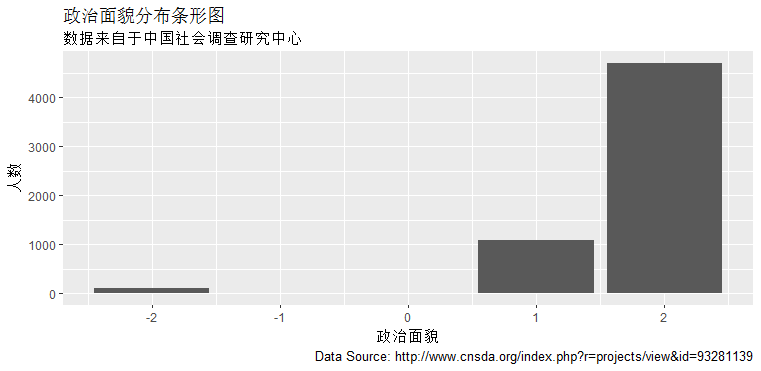 政治面貌分布条形图
数据来自于中国社会调查研究中心
人数
4000
3000
2000
1000
0
-2 -1 0 1 2
政治面貌
Data Source: http://www.cnsda.org/index.php?r=projects/view&id=93281139